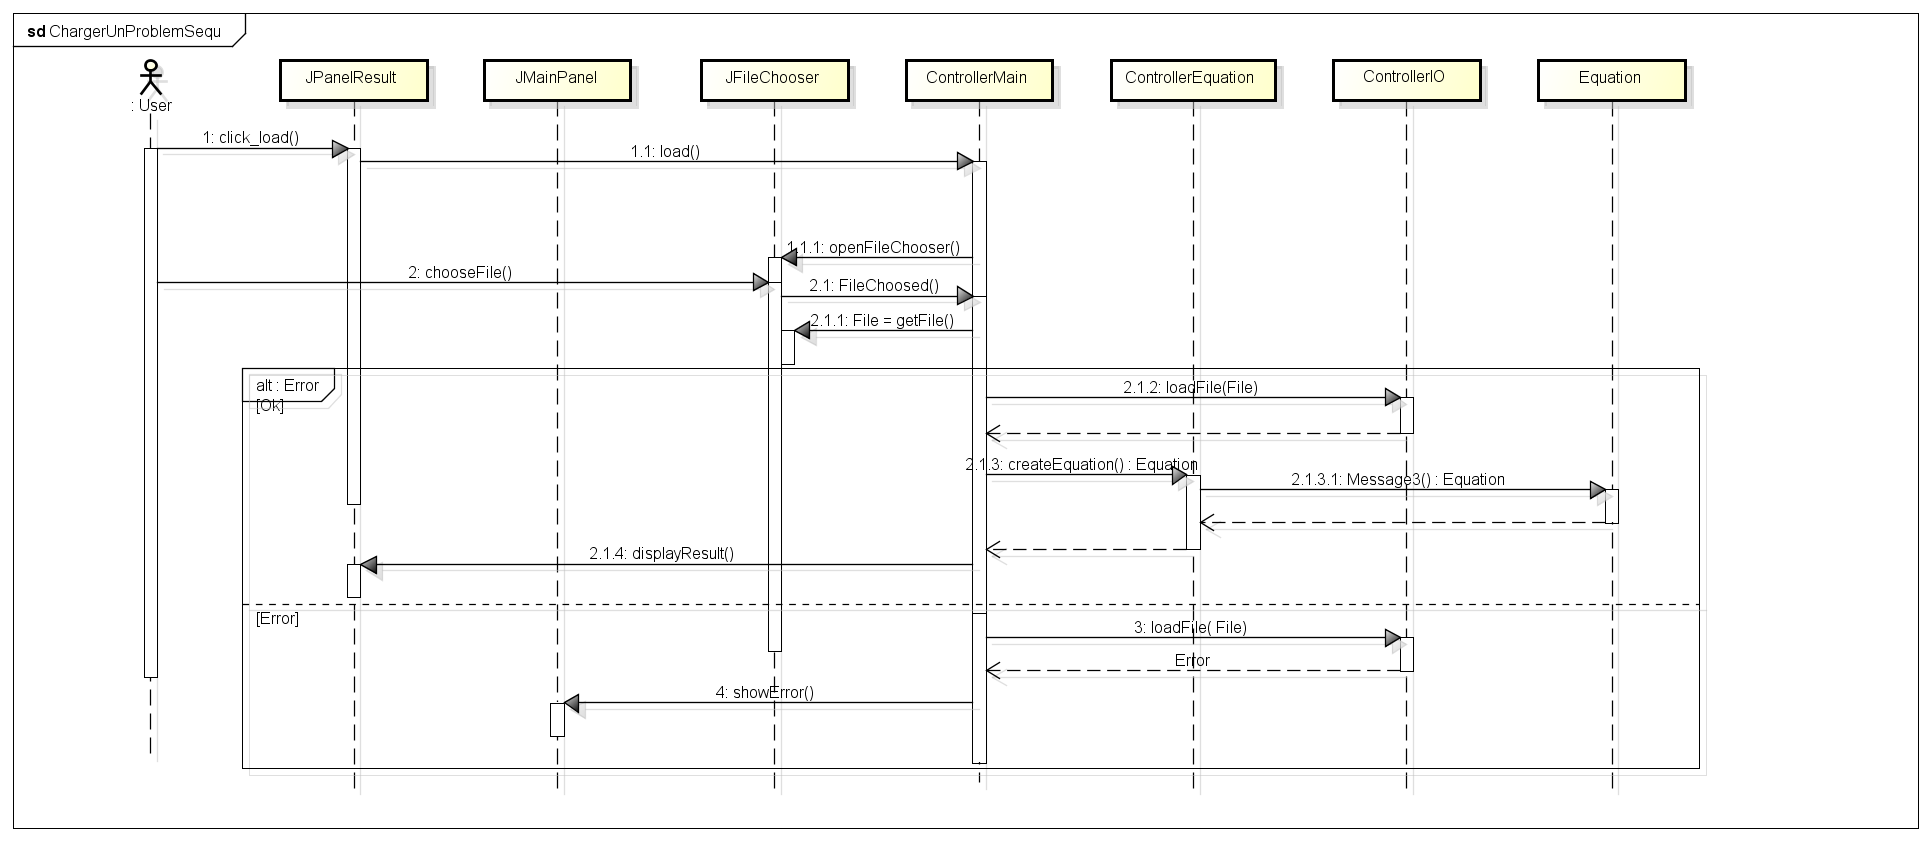 sd ChargerUnProblemSequ
: User
JPanelResult
JMainPanel
JFileChooser
ControllerMain
ControllerEquation
ControllerIO
Equation
1: click_load()
1.1: load()
1.1.1: openFileChooser()
2: chooseFile()
2.1: FileChoosed()
2.1.1: File = getFile()
alt : Error
[Ok]
2.1.2: loadFile(File)
2.1.3: createEquation() : Equation
2.1.3.1: Message3() : Equation
2.1.4: displayResult()
[Error]
3: loadFile( File)
Error
4: showError()